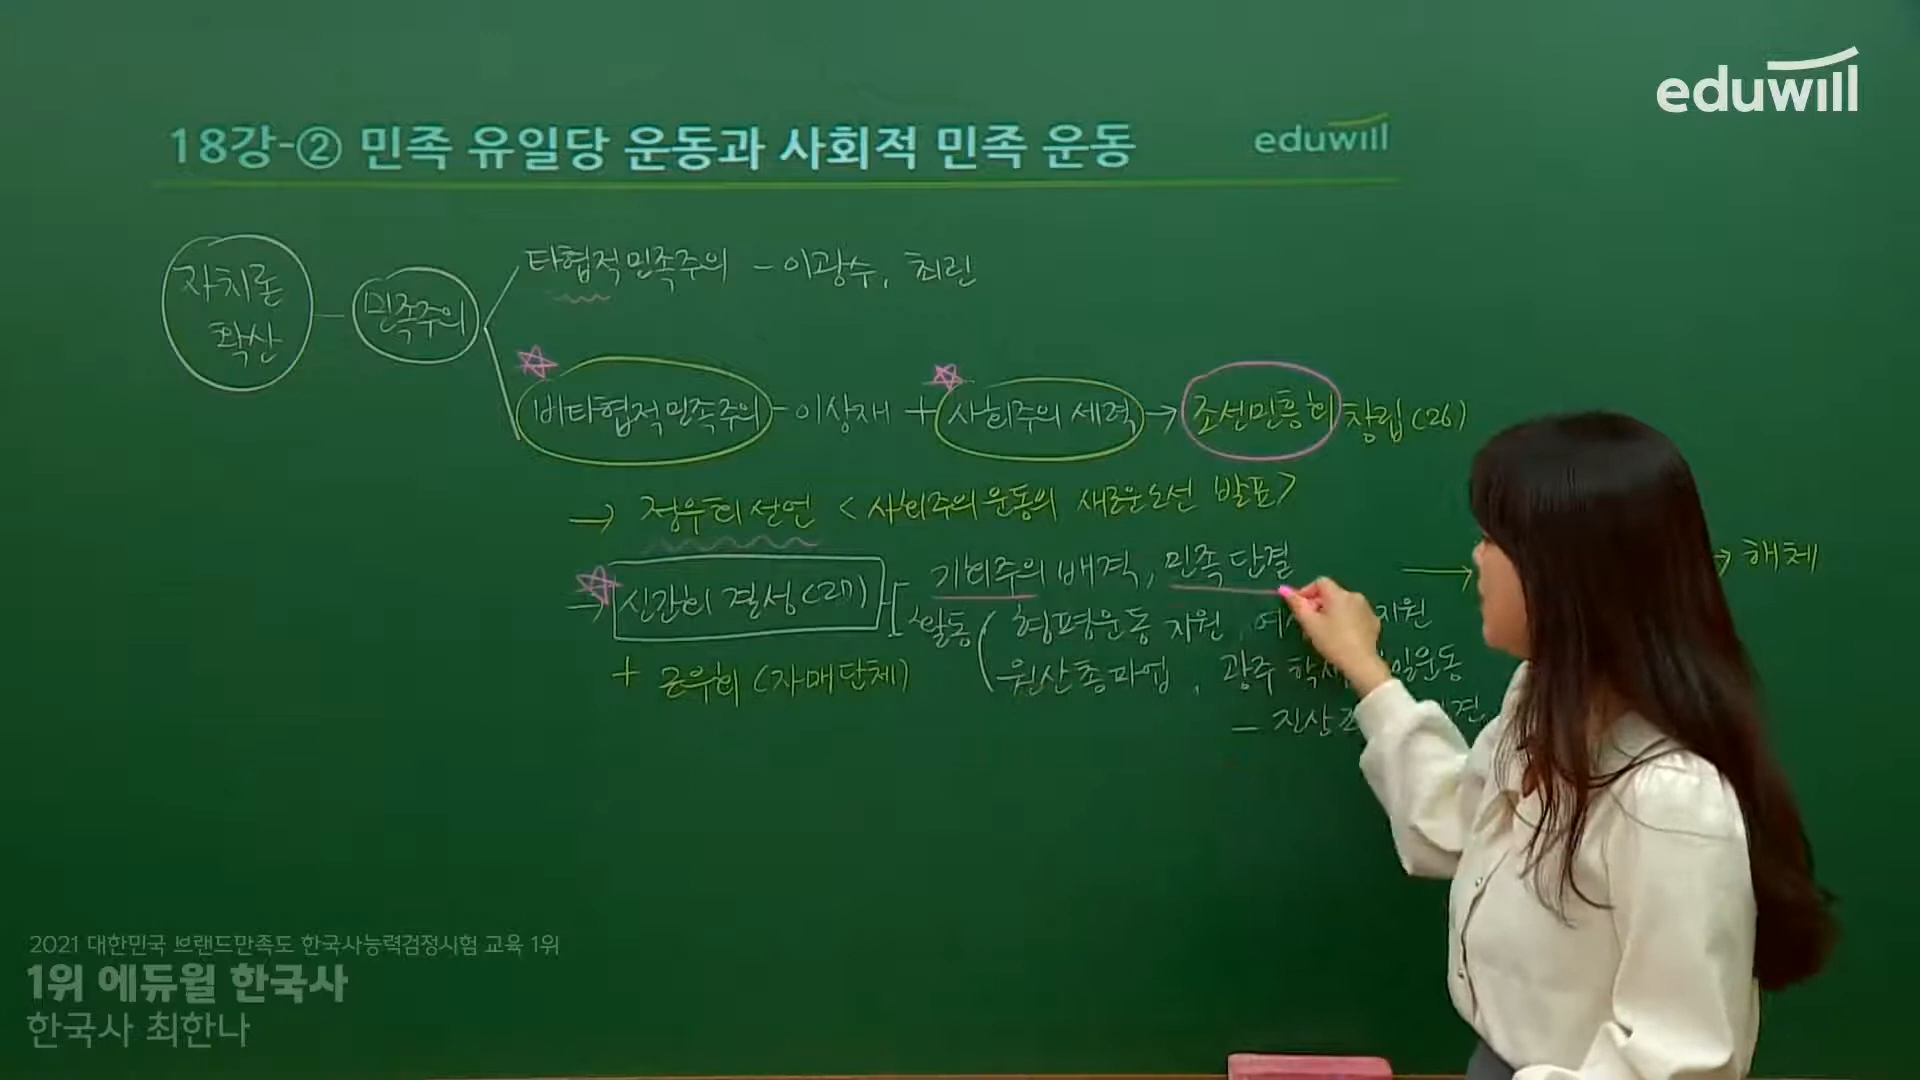 eduwill
18강-② 민족 유일당 운동과 사회적 민족 운동
eduwill
자치론
확산
민족주의
타협적 민족주의 - 이광수, 최린
비타협적 민족주의 - 이상재 + 사회주의 세력 → 조선민흥회 창립(26)
→ 정우회 선언 <사회주의 운동의 새로운 노선 발표>
→ 신간회 결성(27)
기회주의 배격, 민족 단결
활동 ( 형평운동 지원, 지원
원산총파업, 광주 학생
- 진상
→ → 해체
+ 근우회 (자매단체)
2021 대한민국 브랜드만족도 한국사능력검정시험 교육 1위
1위 에듀윌 한국사
한국사 최한나